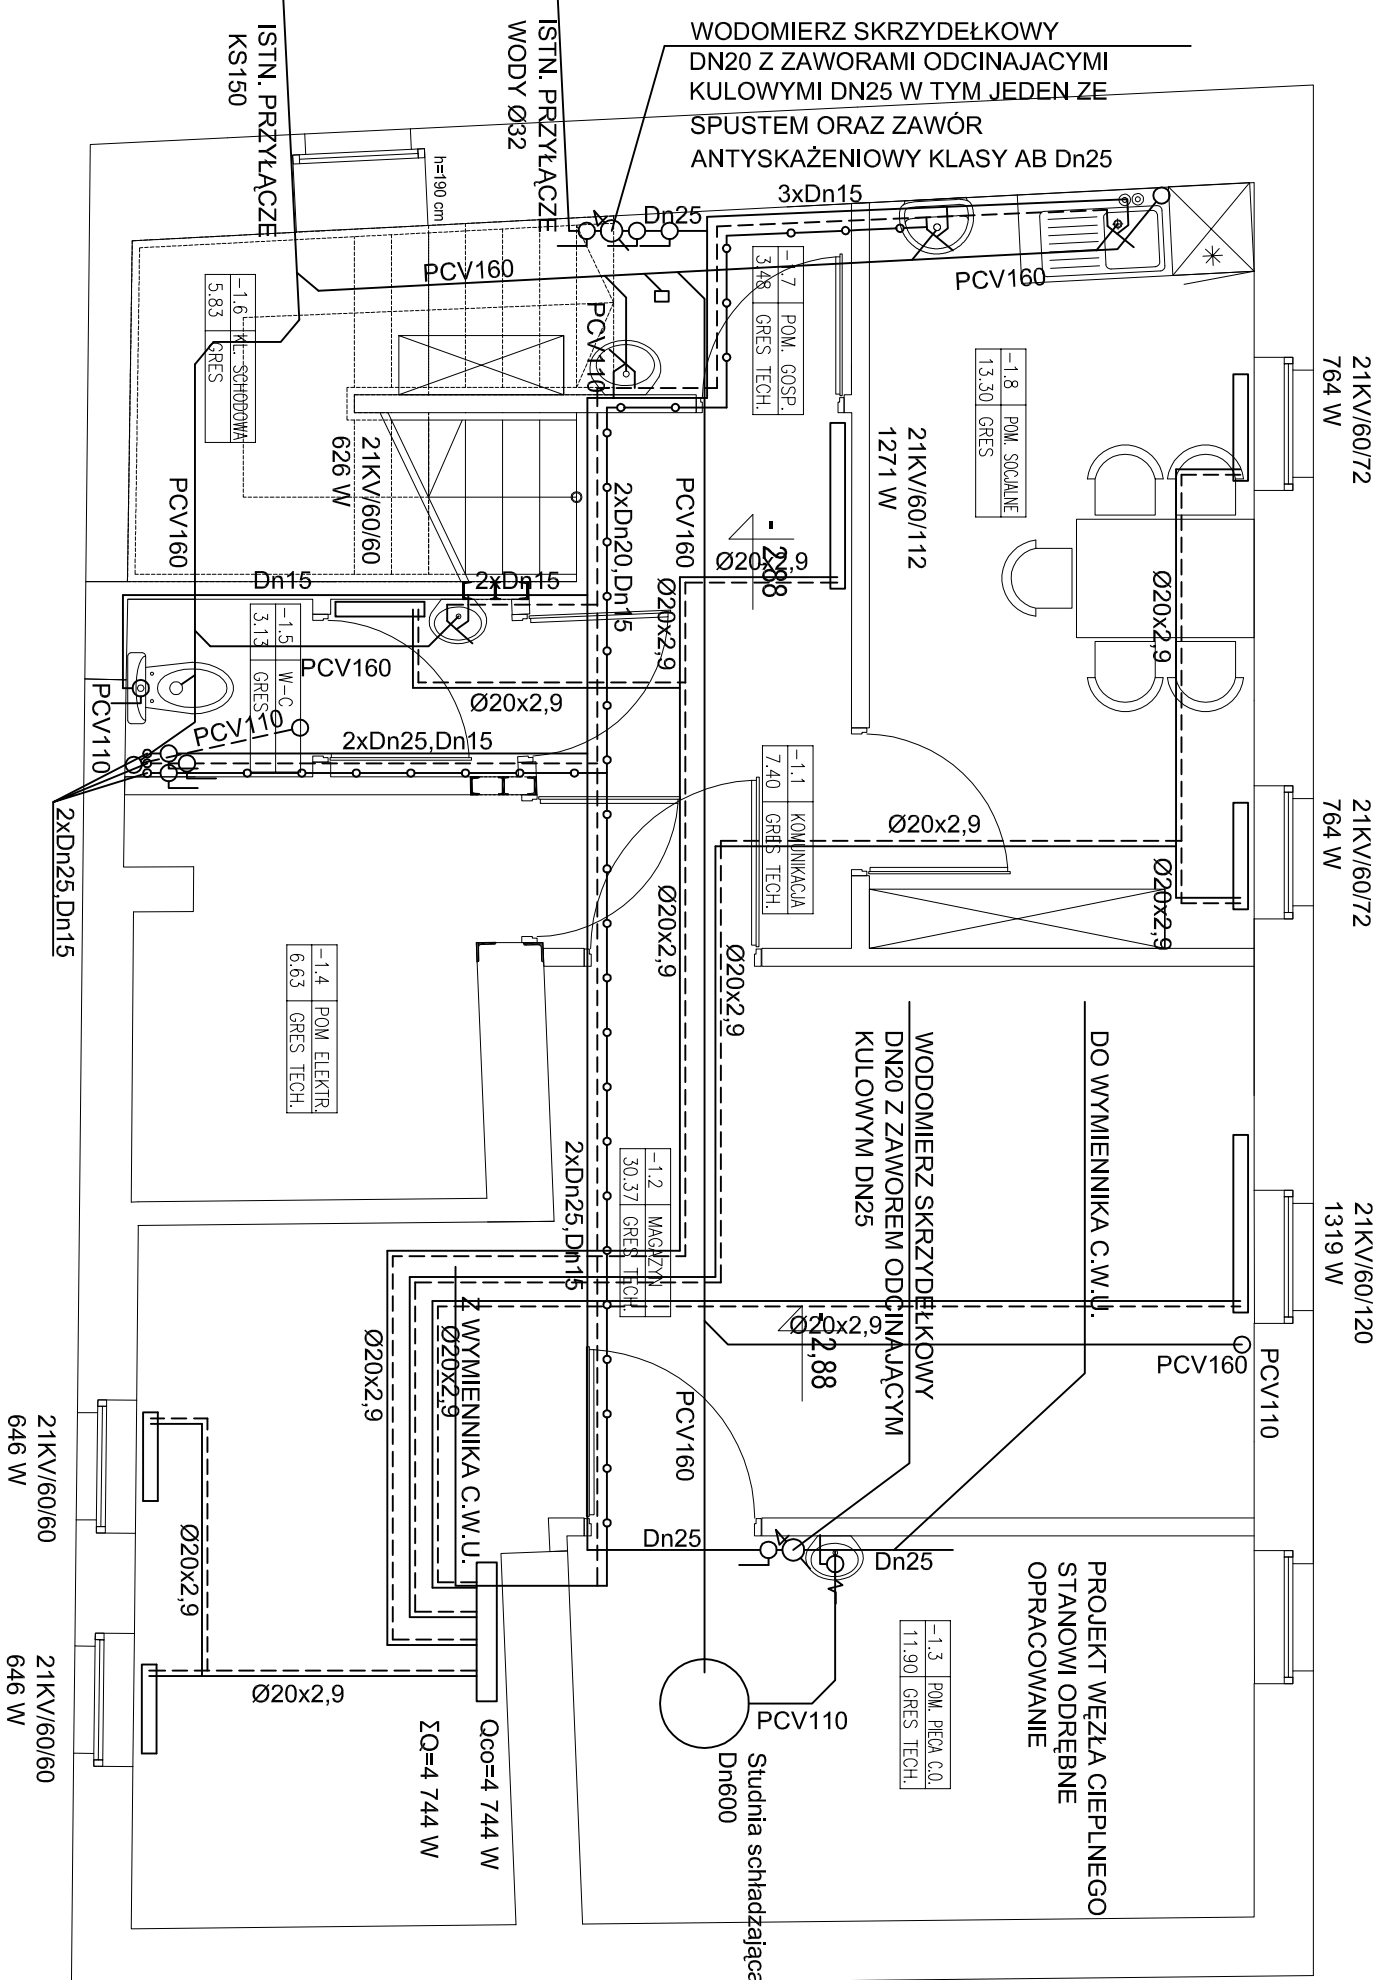 WODOMIERZ SKRZYDEŁKOWY
DN20 Z ZAWORAMI ODCINAJACYMI
KULOWYMI DN25 W TYM JEDEN ZE
SPUSTEM ORAZ ZAWÓR
ANTYSKAŻENIOWY KLASY AB Dn25
ISTN. PRZYŁĄCZE
KS150
ISTN. PRZYŁĄCZE
WODY Ø32
h=190 cm
Dn25
3xDn15
PCV160
PCV160
PCV110
-1.6 KL. SCHODOWA
5.83 GRES
-1.7 POM. GOSP.
3.48 GRES TECH.
-1.8 POM. SOCJALNE
13.30 GRES
21KV/60/72
764 W
21KV/60/60
626 W
21KV/60/112
1271 W
PCV160
PCV160
2xDn20,Dn15
- 2,88
Ø20x2,9
Dn15
2xDn15
Ø20x2,9
Ø20x2,9
-1.5 W-C
3.13 GRES
PCV160
Ø20x2,9
PCV110
PCV110
2xDn25,Dn15
2xDn25,Dn15
-1.1 KOMUNIKACJA
7.40 GRES TECH.
Ø20x2,9
21KV/60/72
764 W
Ø20x2,9
Ø20x2,9
Ø20x2,9
-1.4 POM ELEKTR.
6.63 GRES TECH.
WODOMIERZ SKRZYDEŁKOWY
DN20 Z ZAWOREM ODCINAJĄCYM
KULOWYM DN25
DO WYMIENNIKA C.W.U.
2xDn25,Dn15
-1.2 MAGAZYN
30.37 GRES TECH.
21KV/60/120
1319 W
Ø20x2,9
-2,88
PCV160
PCV110
Ø20x2,9
Ø20x2,9
Z WYMIENNIKA C.W.U.
PCV160
21KV/60/60
646 W
Ø20x2,9
Dn25
Dn25
PROJEKT WĘZŁA CIEPLNEGO
STANOWI ODRĘBNE
OPRACOWANIE
-1.3 POM. PIECA C.O.
11.90 GRES TECH.
21KV/60/60
646 W
Ø20x2,9
PCV110
Qco=4 744 W
ΣQ=4 744 W
Studnia schładzająca
Dn600